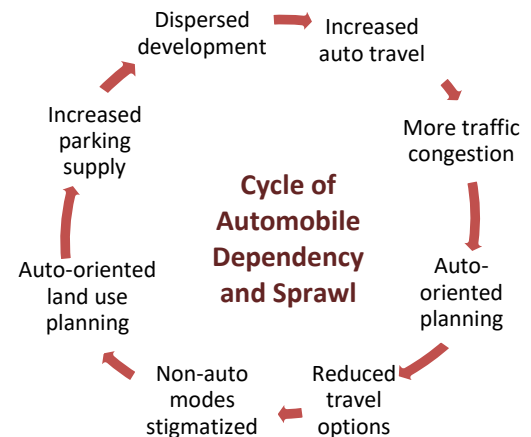 Dispersed
development
Increased
auto travel
More traffic
congestion
Auto-
oriented
planning
Reduced
travel
options
Non-auto
modes
stigmatized
Auto-oriented
land use
planning
Increased
parking
supply
Cycle of
Automobile
Dependency
and Sprawl